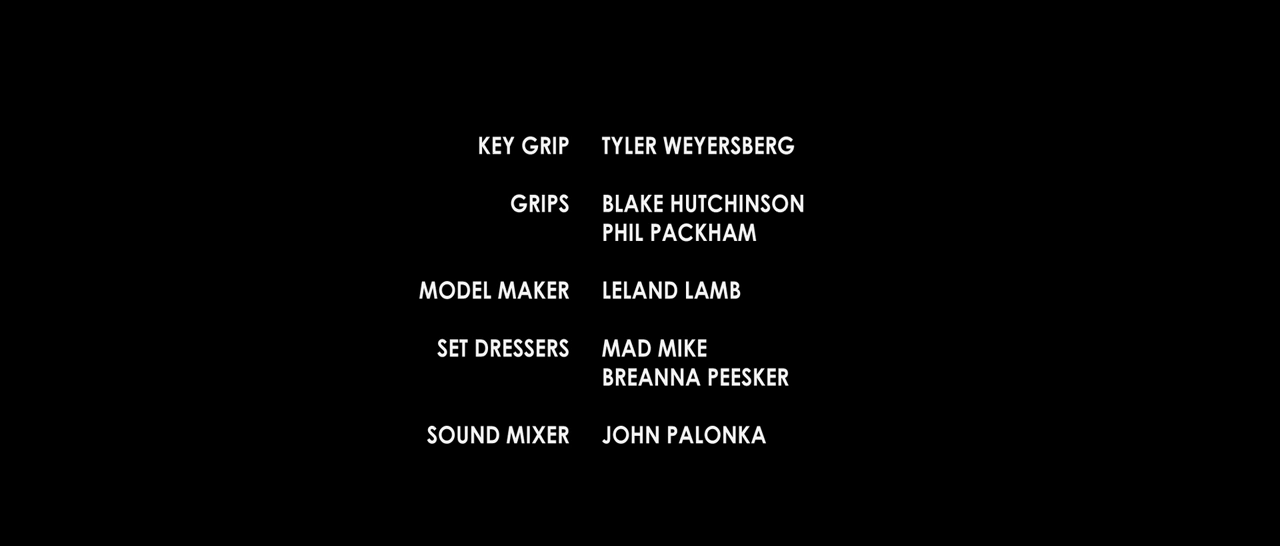 KEY GRIP TYLER WEYERSBERG
GRIPS BLAKE HUTCHINSON
PHIL PACKHAM
MODEL MAKER LELAND LAMB
SET DRESSERS MAD MIKE
BREANNA PEESKER
SOUND MIXER JOHN PALONKA